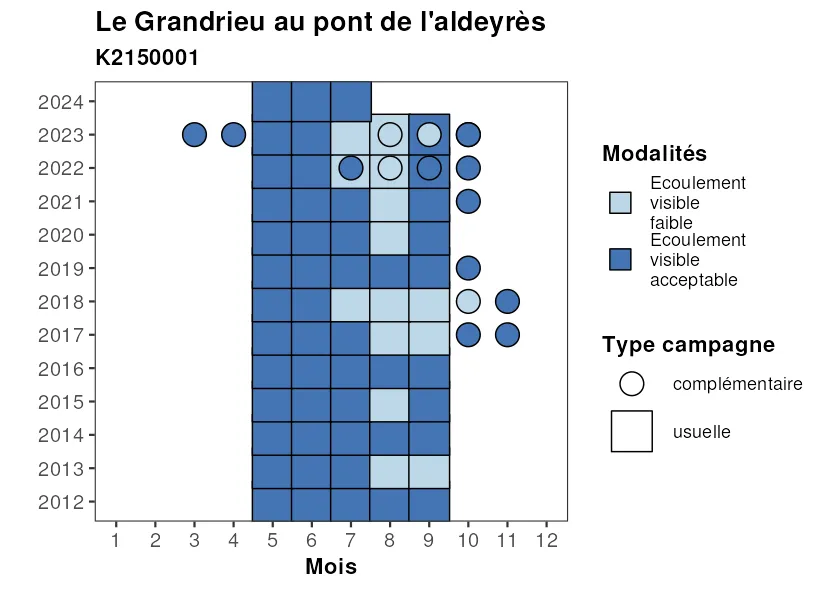 Le Grandrieu au pont de l'aldeyrès
K2150001
2024
2023
2022
2021
2020
2019
2018
2017
2016
2015
2014
2013
2012
1 2 3 4 5 6 7 8 9 10 11 12
Mois
Modalités
Ecoulement
visible
faible
Ecoulement
visible
acceptable
Type campagne
complémentaire
usuelle